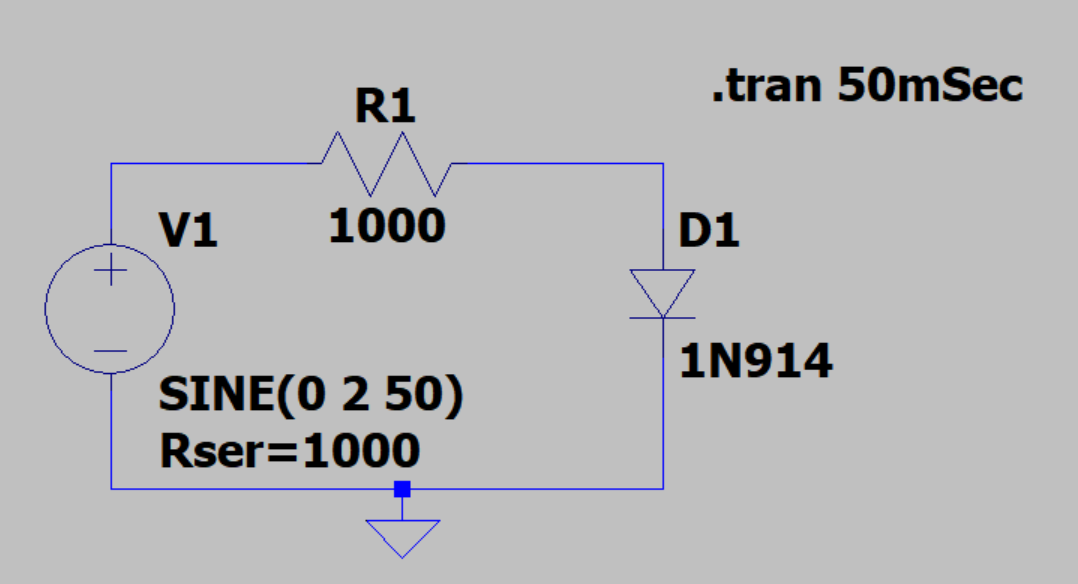 .tran 50mSec
R1
1000
V1
D1
1N914
SINE(0 2 50)
Rser=1000